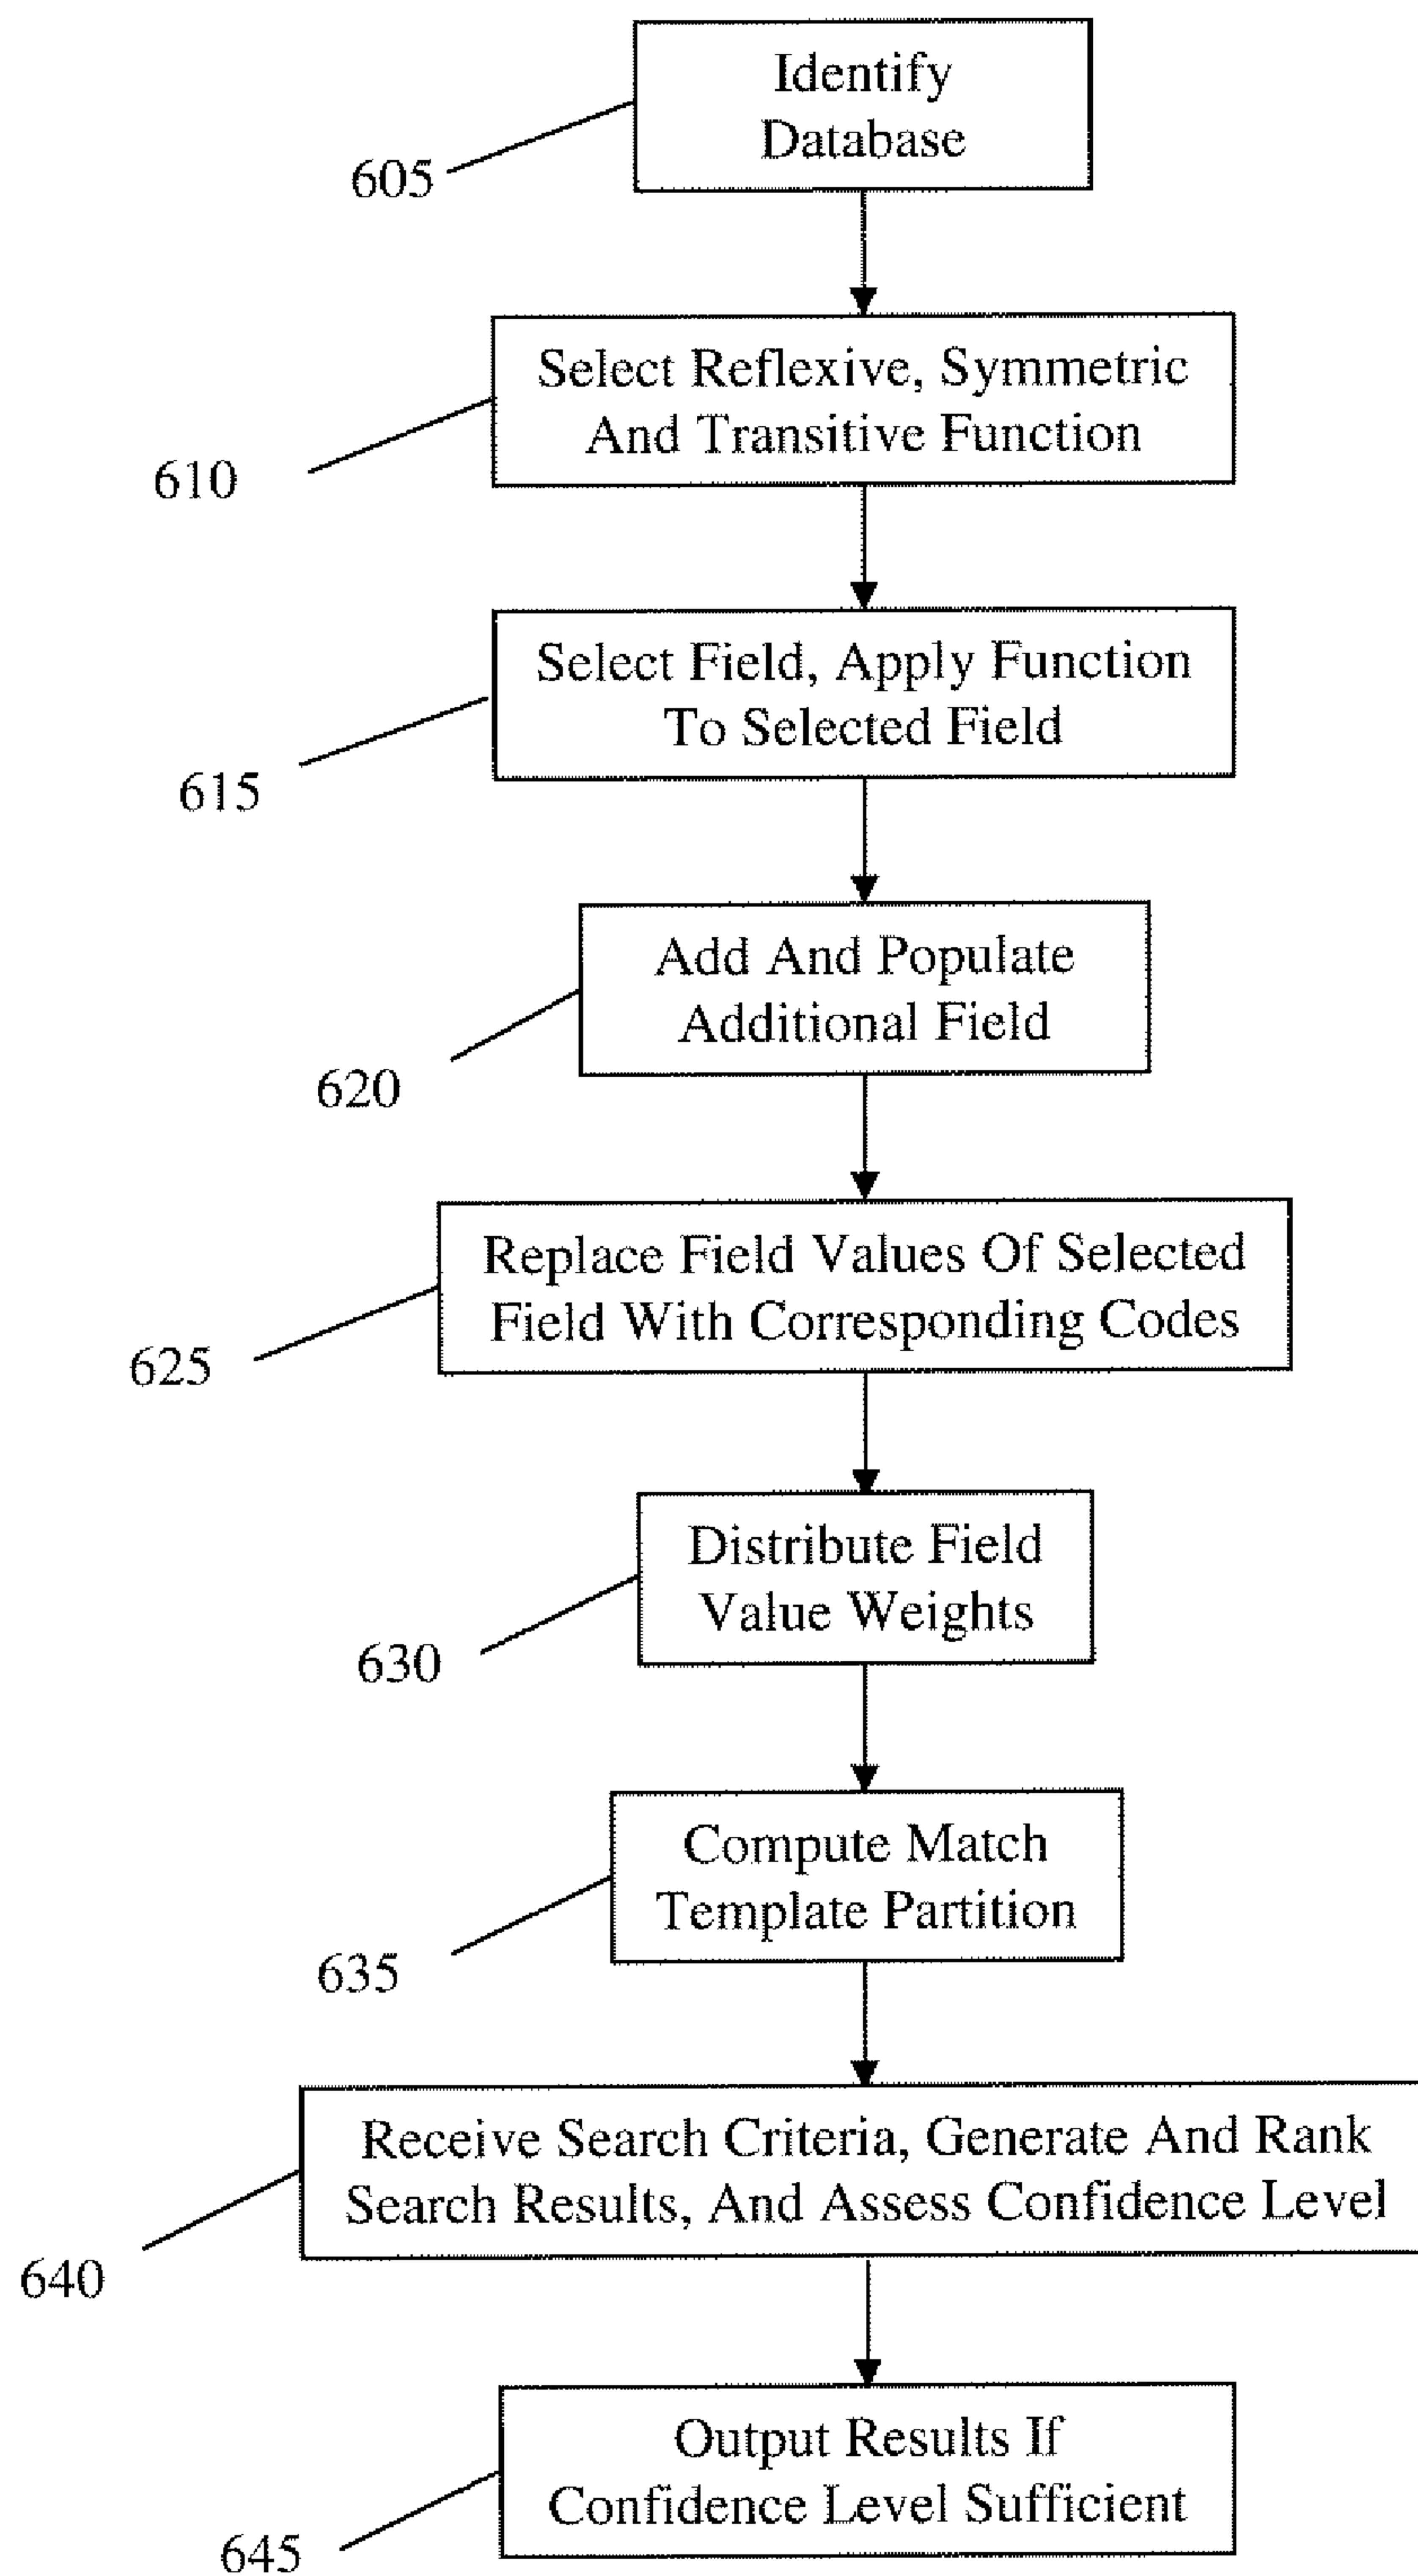 Identify
Database
605
Select Reflexive, Symmetric
And Transitive Function
610
Select Field, Apply Function
To Selected Field
615
Add And Populate
Additional Field
620
Replace Field Values Of Selected
Field With Corresponding Codes
625
Distribute Field
Value Weights
630
Compute Match
Template Partition
635
Receive Search Criteria, Generate And Rank
Search Results, And Assess Confidence Level
640
Output Results If
Confidence Level Sufficient
645